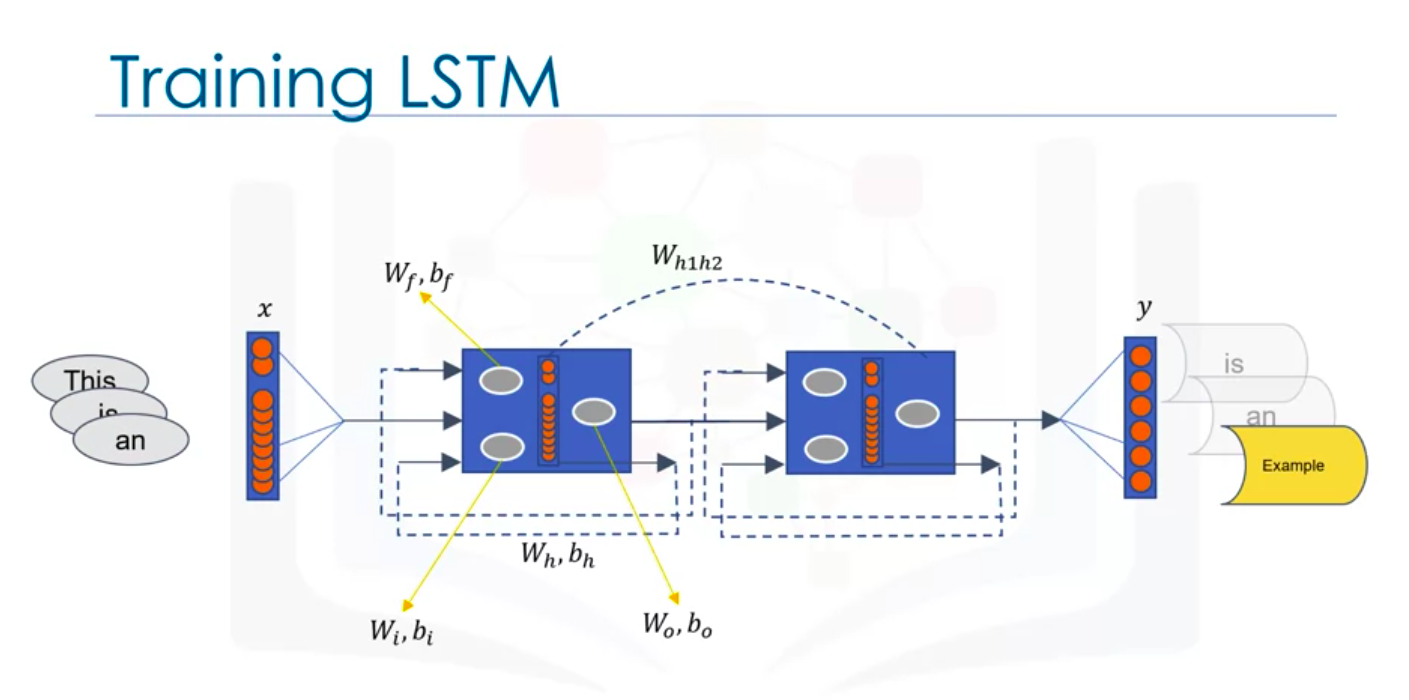 Training LSTM
W_{h1h2}
W_f, b_f
x
y
This
is
an
is
an
Example
W_h, b_h
W_i, b_i
W_o, b_o